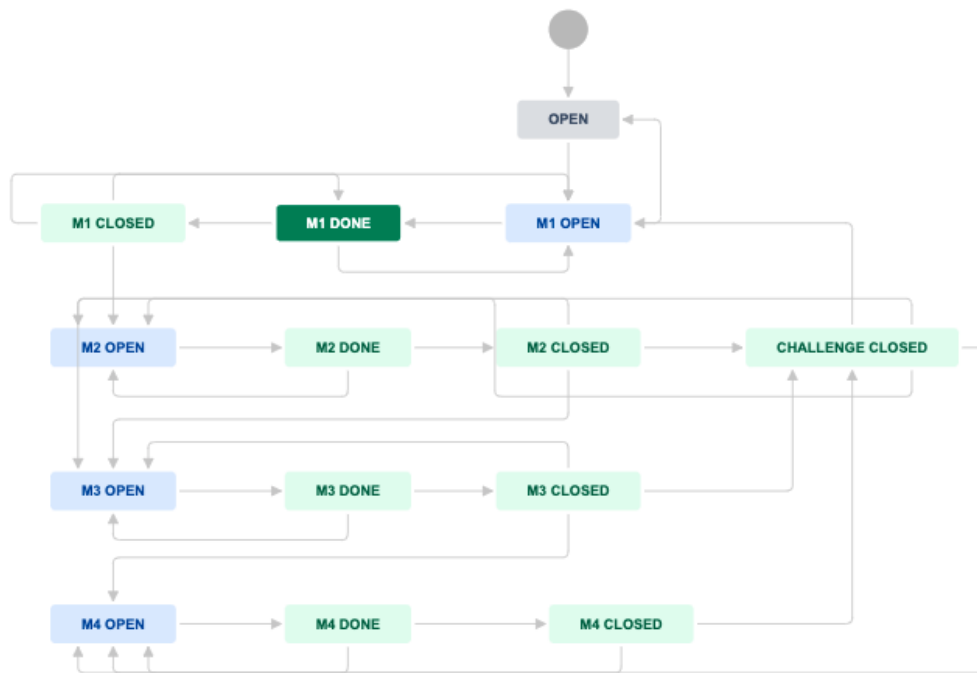 OPEN
M1 CLOSED
M1 DONE
M1 OPEN
M2 OPEN
M2 DONE
M2 CLOSED
CHALLENGE CLOSED
M3 OPEN
M3 DONE
M3 CLOSED
M4 OPEN
M4 DONE
M4 CLOSED